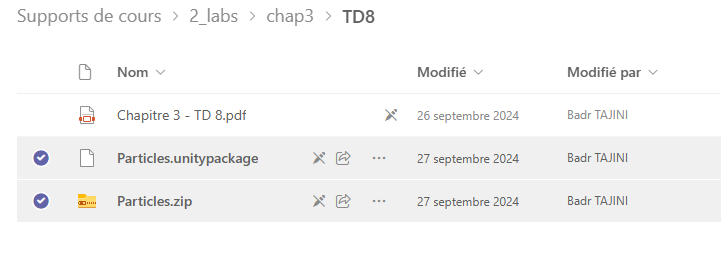 Supports de cours > 2_labs > chap3 > TD8
Nom Modifié Modifié par
Chapitre 3 - TD 8.pdf 26 septembre 2024 Badr TAJINI
Particles.unitypackage 27 septembre 2024 Badr TAJINI
Particles.zip 27 septembre 2024 Badr TAJINI